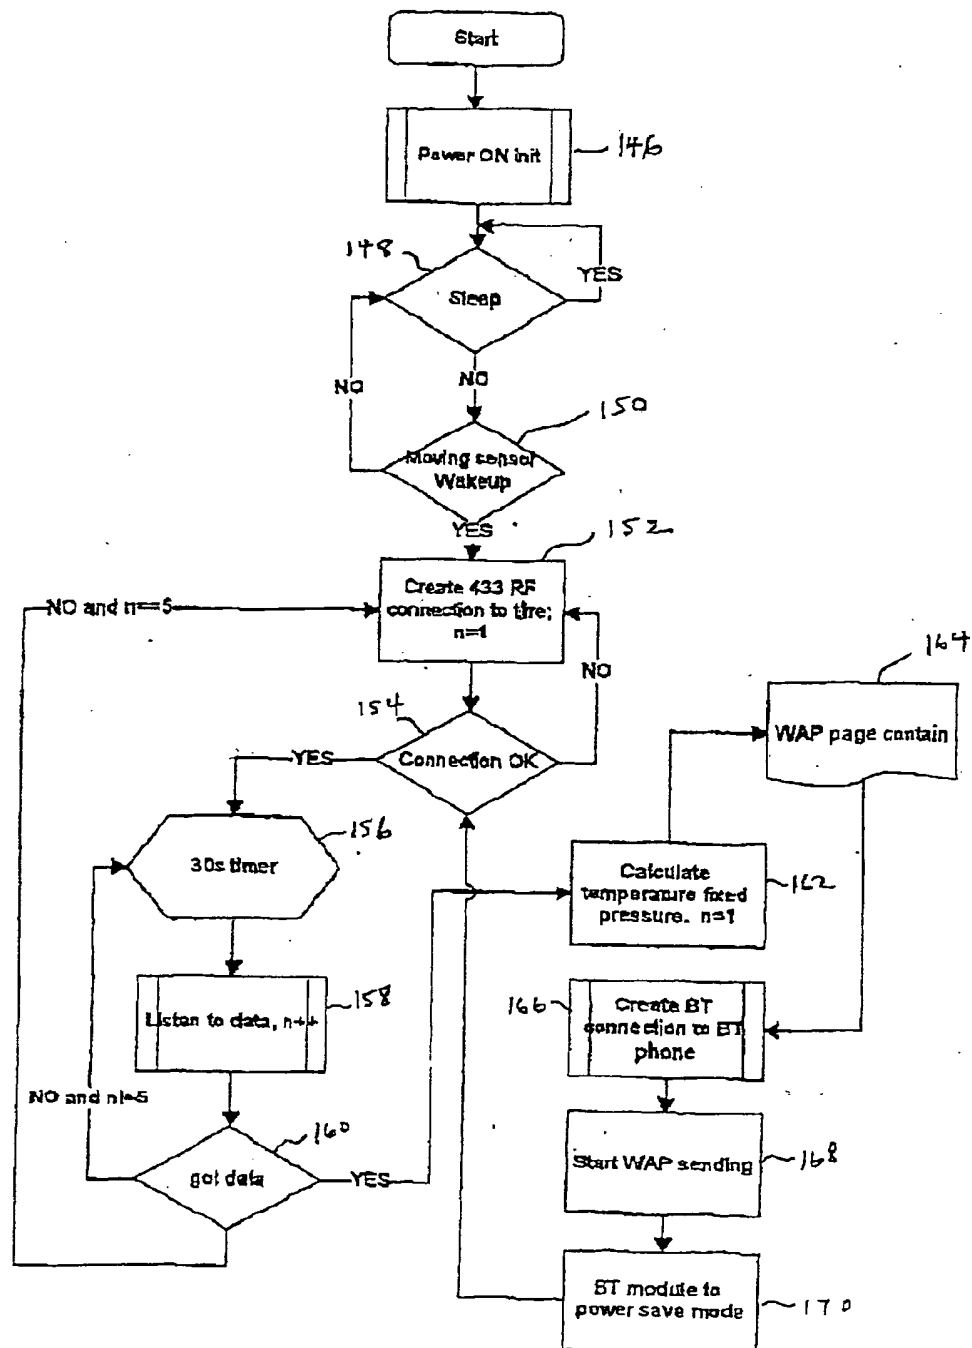 Start
Power ON init
146
148
YES
Sleep
NO
NO
150
Moving sensor
Wakeup
YES
152
Create 433 RF
connection to tire;
n=1
NO and n==5
NO
164
154
WAP page contain
YES
Connection OK
156
30s timer
Calculate
temperature fixed
pressure. n=1
162
158
Listen to data, n++
166
Create BT
connection to BT
phone
NO and n!=5
160
got data
YES
Start WAP sending
168
BT module to
power save mode
170